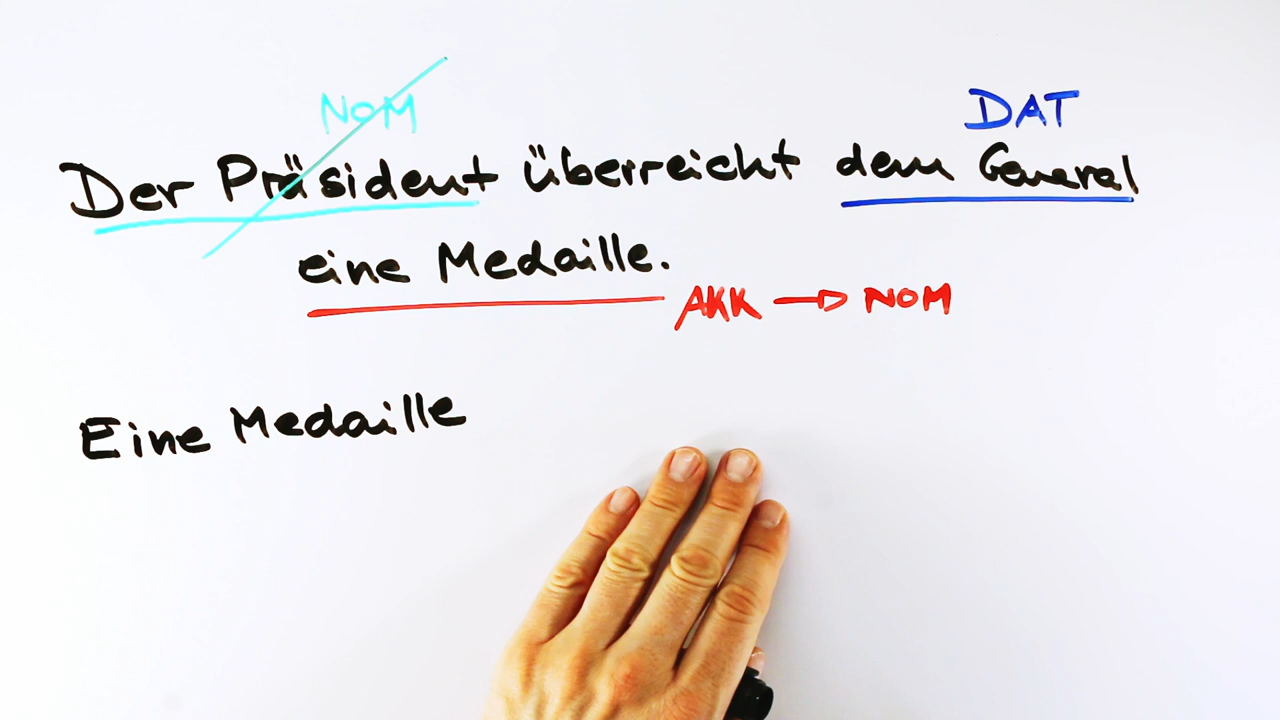 NOM DAT
Der Präsident überreicht dem General
eine Medaille.
AKK → NOM
Eine Medaille